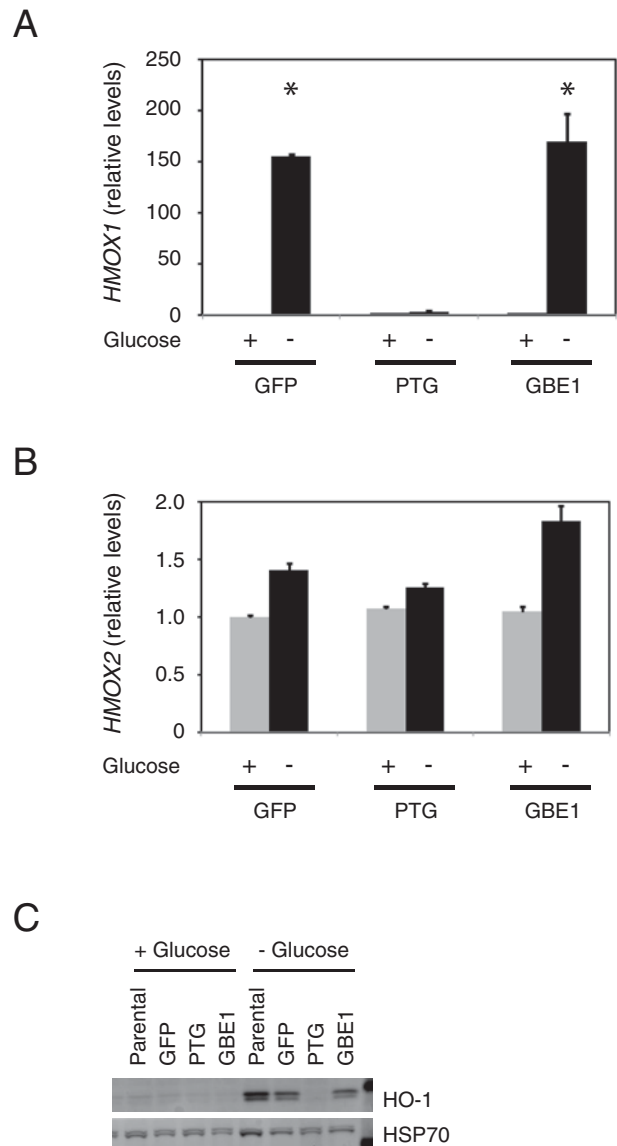 A
HMOX1 (relative levels)
250
200
150
100
50
0
* *
Glucose + - + - + -
GFP PTG GBE1
B
HMOX2 (relative levels)
2.0
1.5
1.0
0.5
0
Glucose + - + - + -
GFP PTG GBE1
C
+ Glucose - Glucose
Parental GFP PTG GBE1 Parental GFP PTG GBE1
HO-1
HSP70